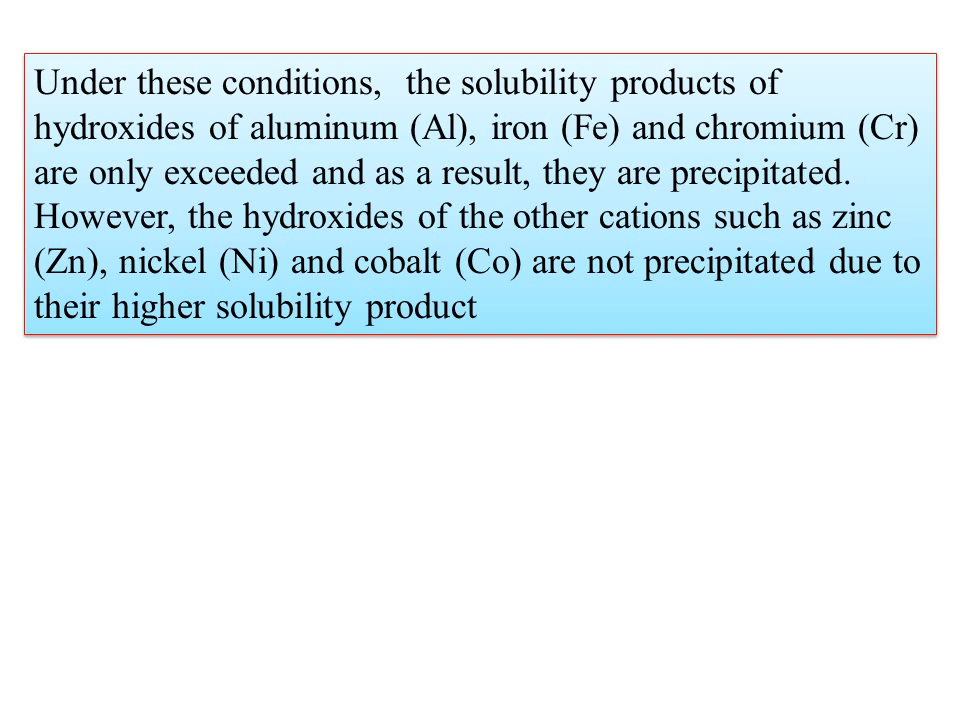 Under these conditions,  the solubility products of
hydroxides of aluminum (Al), iron (Fe) and chromium (Cr)
are only exceeded and as a result, they are precipitated.
However, the hydroxides of the other cations such as zinc
(Zn), nickel (Ni) and cobalt (Co) are not precipitated due to
their higher solubility product